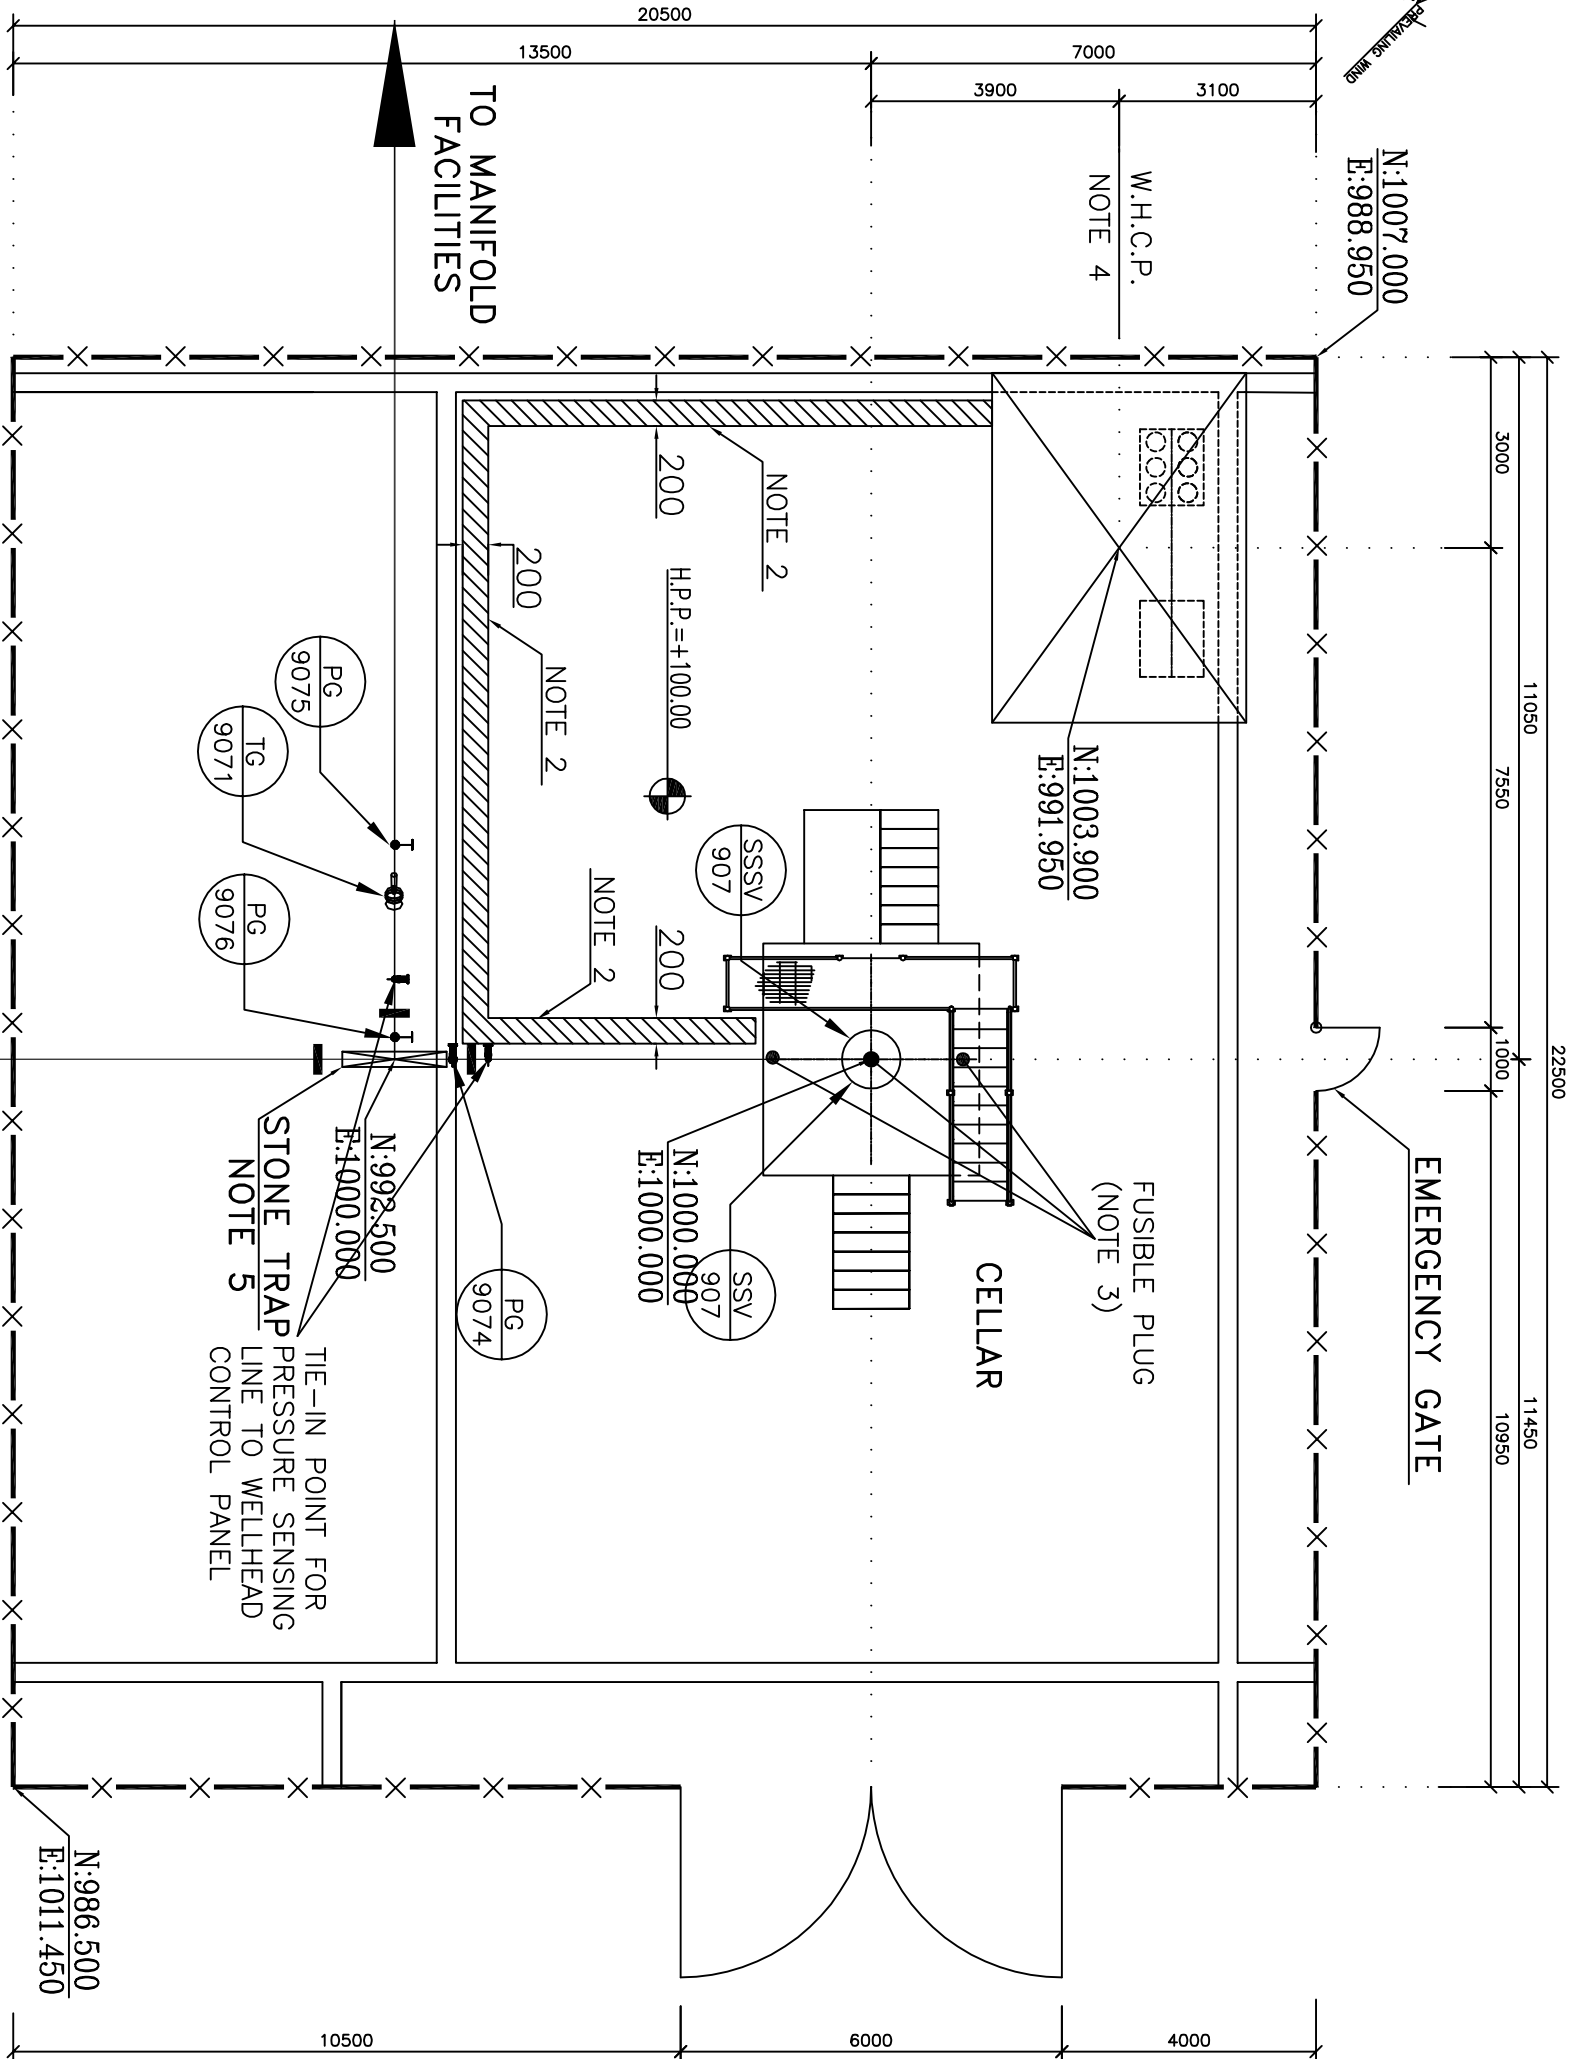 20500
13500
7000
3900
3100
PREVAILING WIND
N:1007.000
E:988.950
W.H.C.P.
NOTE 4
TO MANIFOLD
FACILITIES
22500
11050
11450
3000
7550
1000
10950
EMERGENCY GATE
NOTE 2
200
200
NOTE 2
NOTE 2
200
H.P.P.=+100.00
N:1003.900
E:991.950
SSSV
907
PG
9075
TG
9071
PG
9076
FUSIBLE PLUG
(NOTE 3)
CELLAR
N:1000.000
E:1000.000
SSV
907
PG
9074
N:992.500
E:1000.000
STONE TRAP
NOTE 5
TIE-IN POINT FOR
PRESSURE SENSING
LINE TO WELLHEAD
CONTROL PANEL
N:986.500
E:1011.450
10500
6000
4000